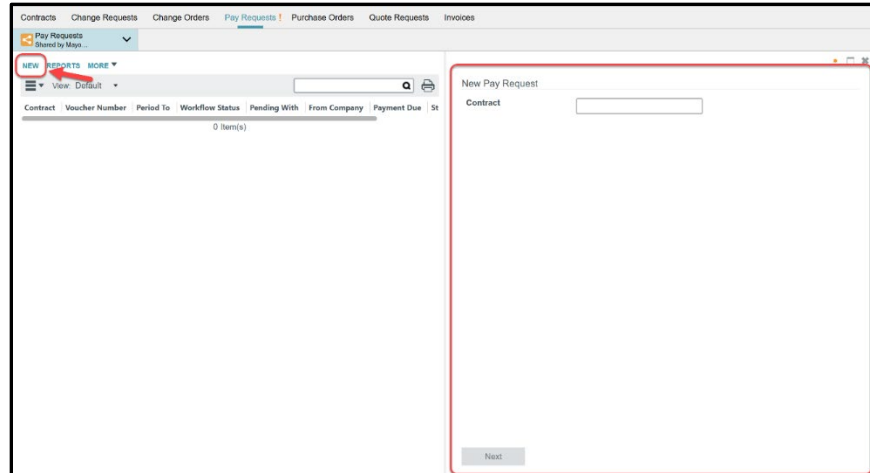 Contracts Change Requests Change Orders Pay Requests ! Purchase Orders Quote Requests Invoices
Pay Requests
Shared by Mayo...
NEW REPORTS MORE
View: Default
Contract Voucher Number Period To Workflow Status Pending With From Company Payment Due St
0 Item(s)
New Pay Request
Contract
Next